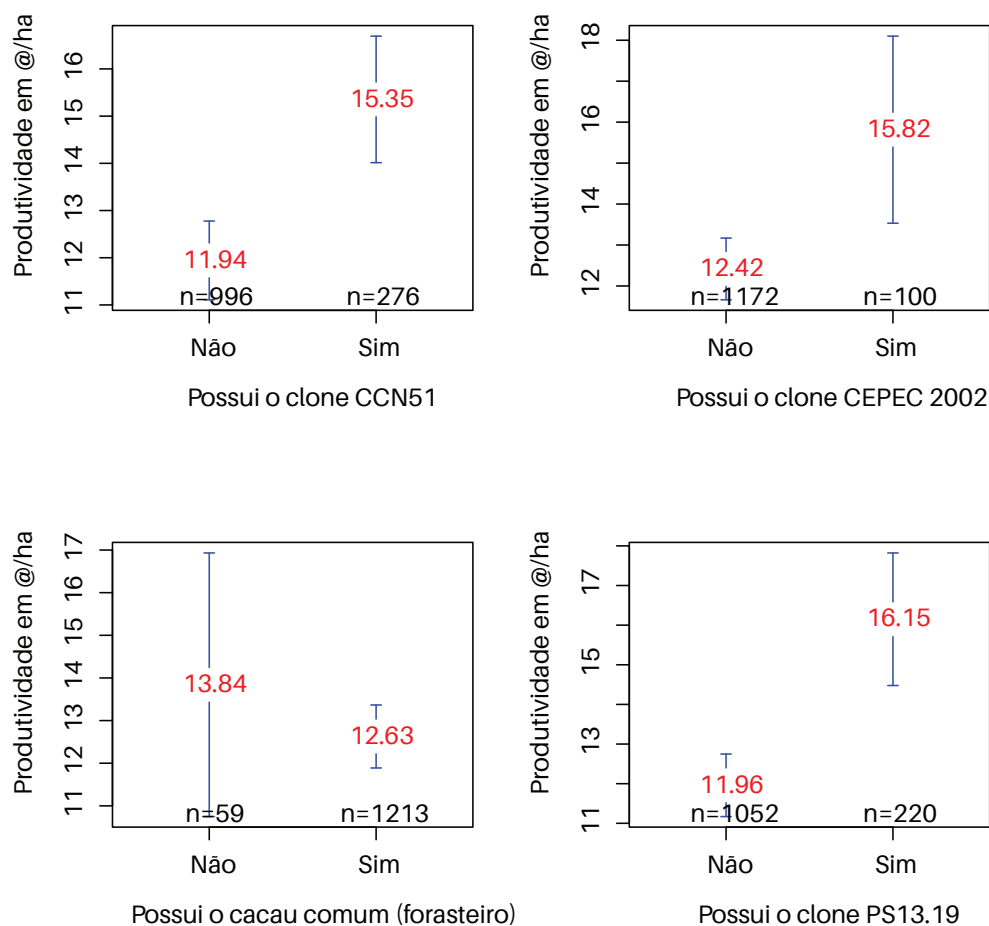 Produtividade em @/ha
16
15
14
13
12
11
15.35
11.94
n=996
n=276
Não
Sim
Possui o clone CCN51
Produtividade em @/ha
18
16
14
12
15.82
12.42
n=1172
n=100
Não
Sim
Possui o clone CEPEC 2002
Produtividade em @/ha
17
16
15
14
13
12
11
13.84
12.63
n=59
n=1213
Não
Sim
Possui o cacau comum (forasteiro)
Produtividade em @/ha
17
15
13
11
16.15
11.96
n=1052
n=220
Não
Sim
Possui o clone PS13.19